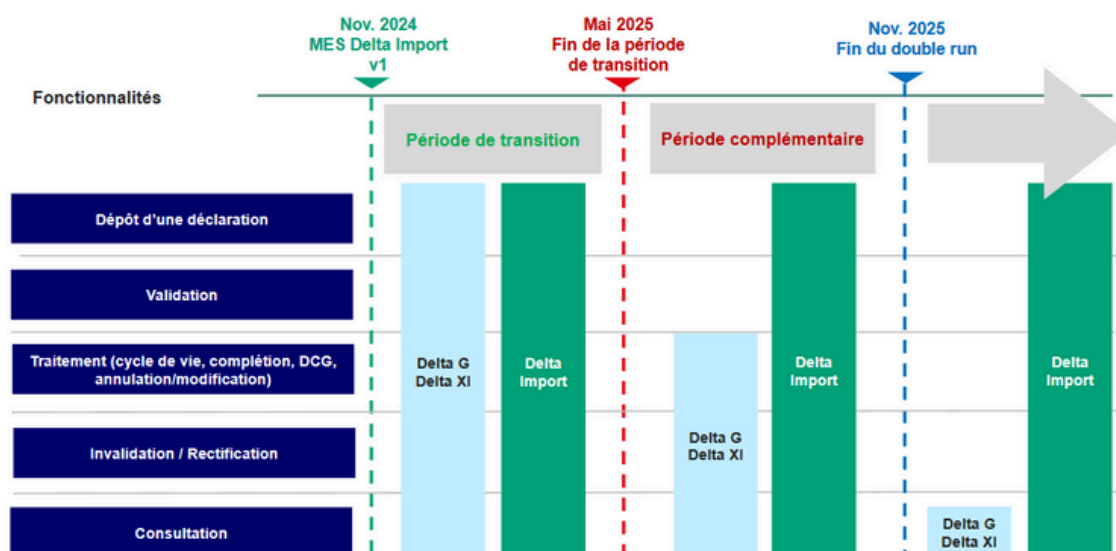 Nov. 2024
MES Delta Import
v1
Mai 2025
Fin de la période
de transition
Nov. 2025
Fin du double run
Fonctionnalités
Période de transition
Période complémentaire
Dépôt d'une déclaration
Validation
Traitement (cycle de vie, complétion, DCG,
annulation/modification)
Delta G
Delta XI
Delta
Import
Delta
Import
Delta
Import
Invalidation / Rectification
Delta G
Delta XI
Consultation
Delta G
Delta XI